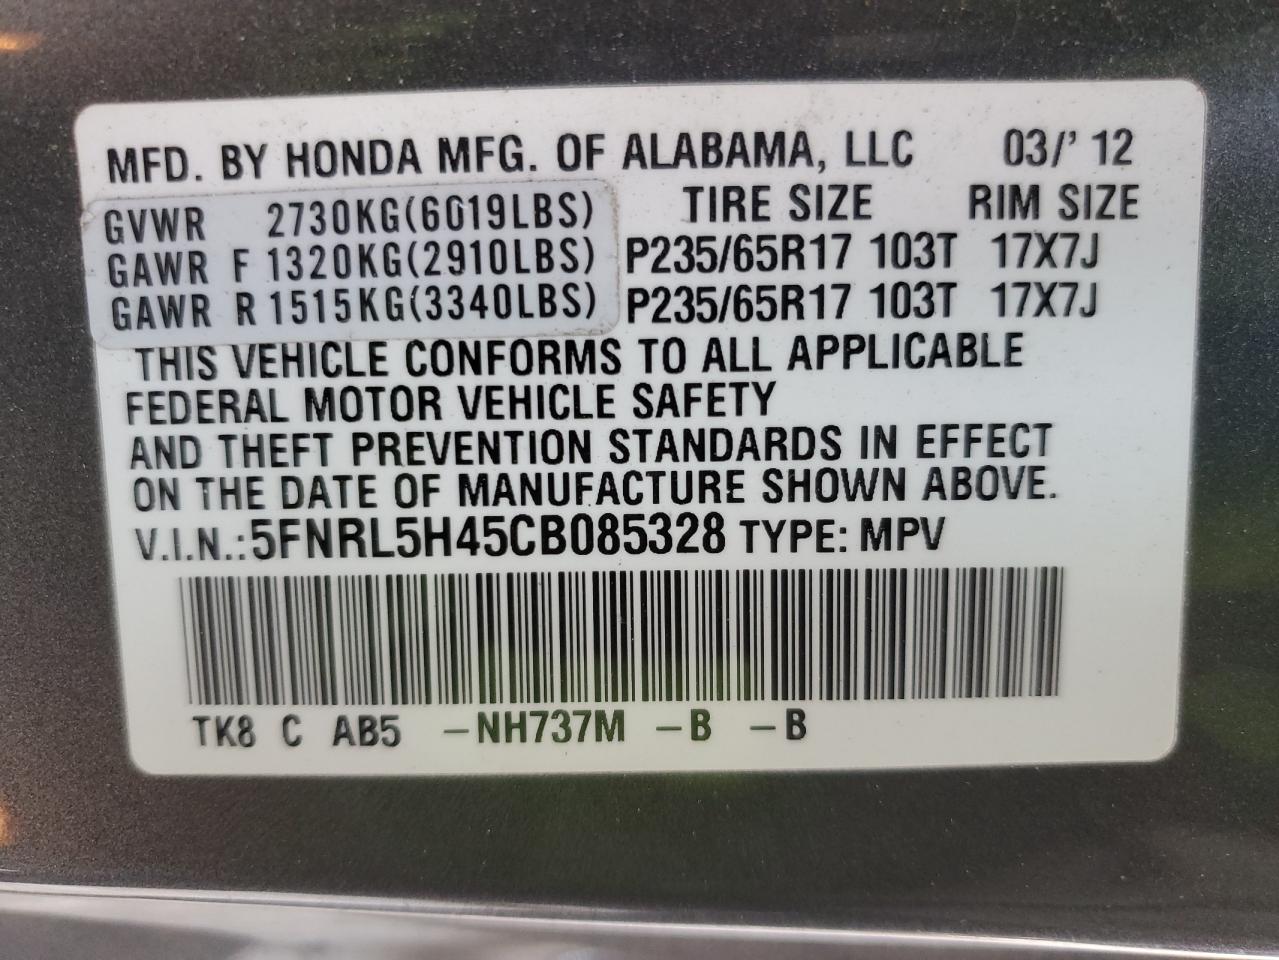 MFD. BY HONDA MFG. OF ALABAMA, LLC 03/' 12
GVWR 2730KG(6019LBS) TIRE SIZE RIM SIZE
GAWR F 1320KG(2910LBS) P235/65R17 103T 17X7J
GAWR R 1515KG(3340LBS) P235/65R17 103T 17X7J
THIS VEHICLE CONFORMS TO ALL APPLICABLE
FEDERAL MOTOR VEHICLE SAFETY
AND THEFT PREVENTION STANDARDS IN EFFECT
ON THE DATE OF MANUFACTURE SHOWN ABOVE.
V.I.N.:5FNRL5H45CB085328 TYPE: MPV
TK8 C AB5 –NH737M –B –B